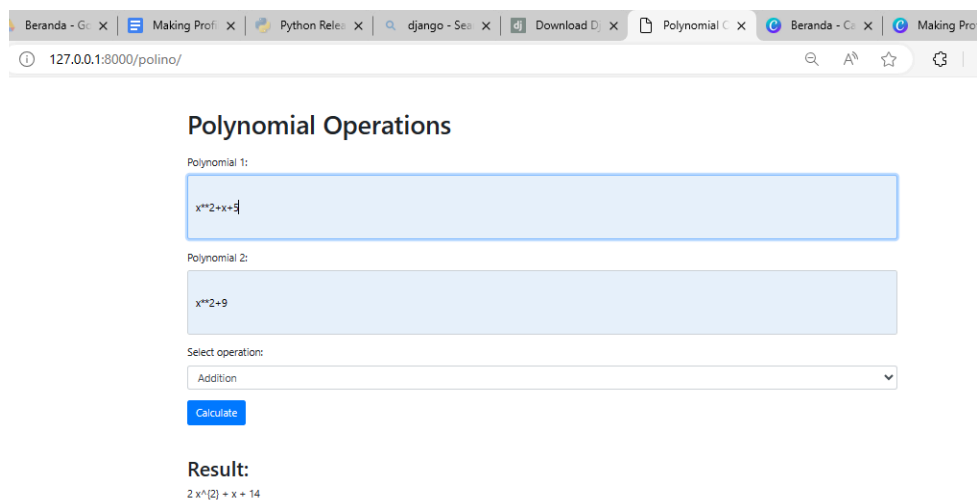 Beranda - Go Making Profi Python Relea django - Sea Download Dj Polynomial C Beranda - Ca Making Pro
127.0.0.1:8000/polino/
Polynomial Operations
Polynomial 1:
x**2+x+5
Polynomial 2:
x**2+9
Select operation:
Addition
Calculate
Result:
2 x^{2} + x + 14